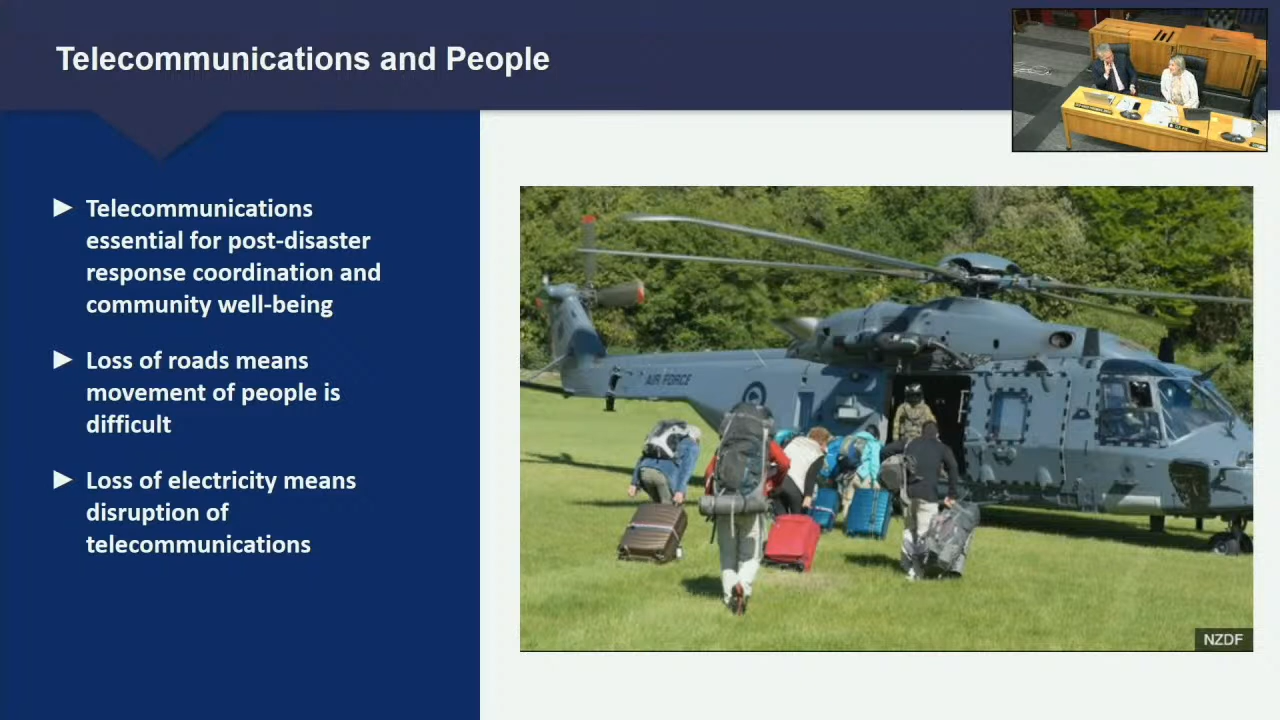 Telecommunications and People
Telecommunications
essential for post-disaster
response coordination and
community well-being
Loss of roads means
movement of people is
difficult
Loss of electricity means
disruption of
telecommunications
AIR FORCE
NZDF